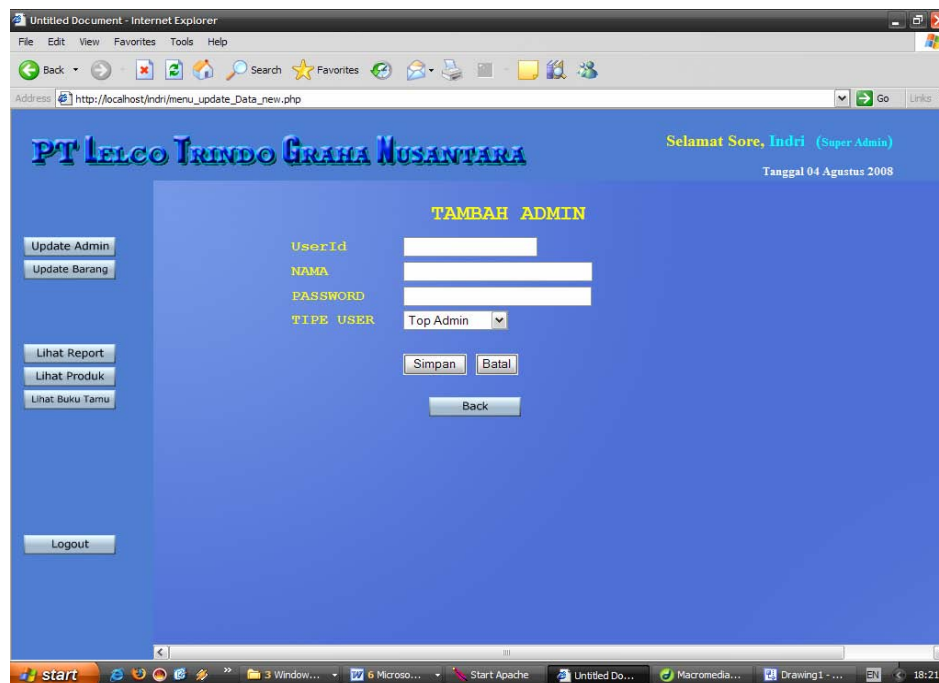 Untitled Document - Internet Explorer
File Edit View Favorites Tools Help
Back Search Favorites
Address http://localhost/indri/menu_update_Data_new.php Go Links
PT LELCO TRINDO GRAHA NUSANTARA
Selamat Sore, Indri (Super Admin)
Tanggal 04 Agustus 2008
TAMBAH ADMIN
Update Admin
Update Barang
Lihat Report
Lihat Produk
Lihat Buku Tamu
Logout
UserId
NAMA
PASSWORD
TIPE USER Top Admin
Simpan Batal
Back
start 3 Window... 6 Microso... Start Apache Untitled Do... Macromedia... Drawing1 - ... EN 18:21